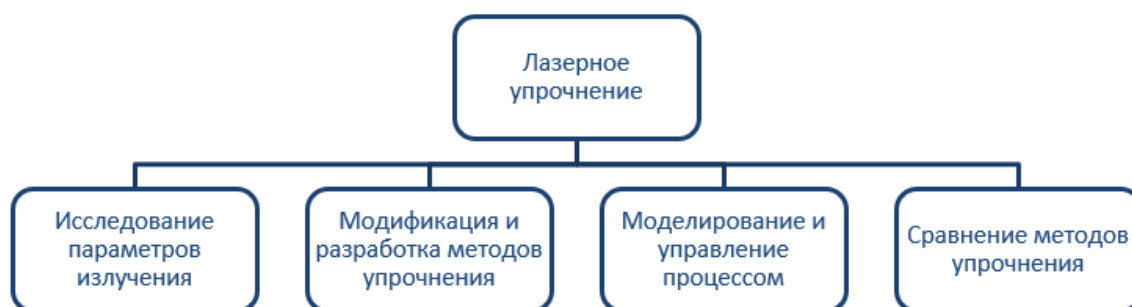 Лазерное
упрочнение
Исследование
параметров
излучения
Модификация и
разработка методов
упрочнения
Моделирование и
управление
процессом
Сравнение методов
упрочнения